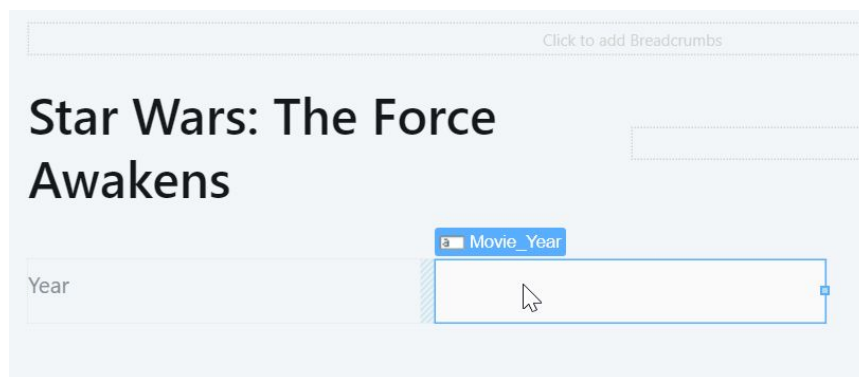 Click to add Breadcrumbs
Star Wars: The Force
Awakens
a Movie_Year
Year